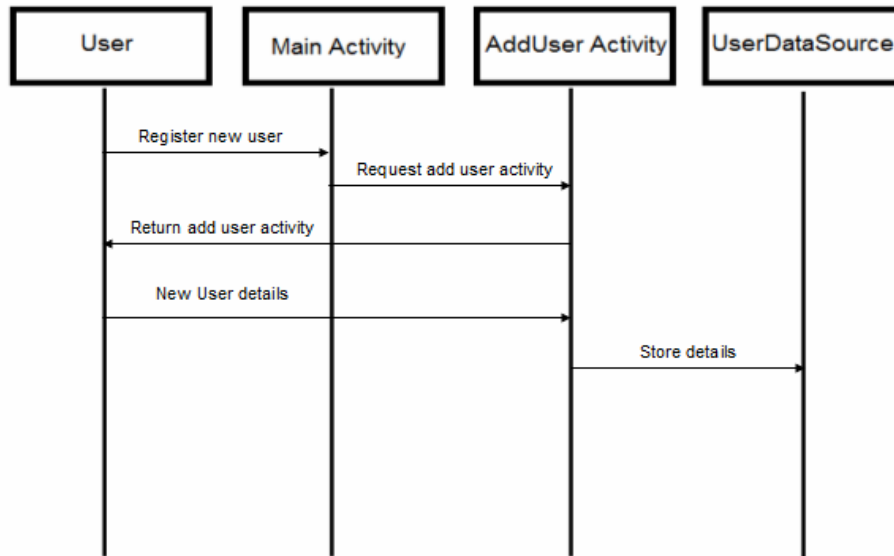 User
Main Activity
AddUser Activity
UserDataSource
Register new user
Request add user activity
Return add user activity
New User details
Store details